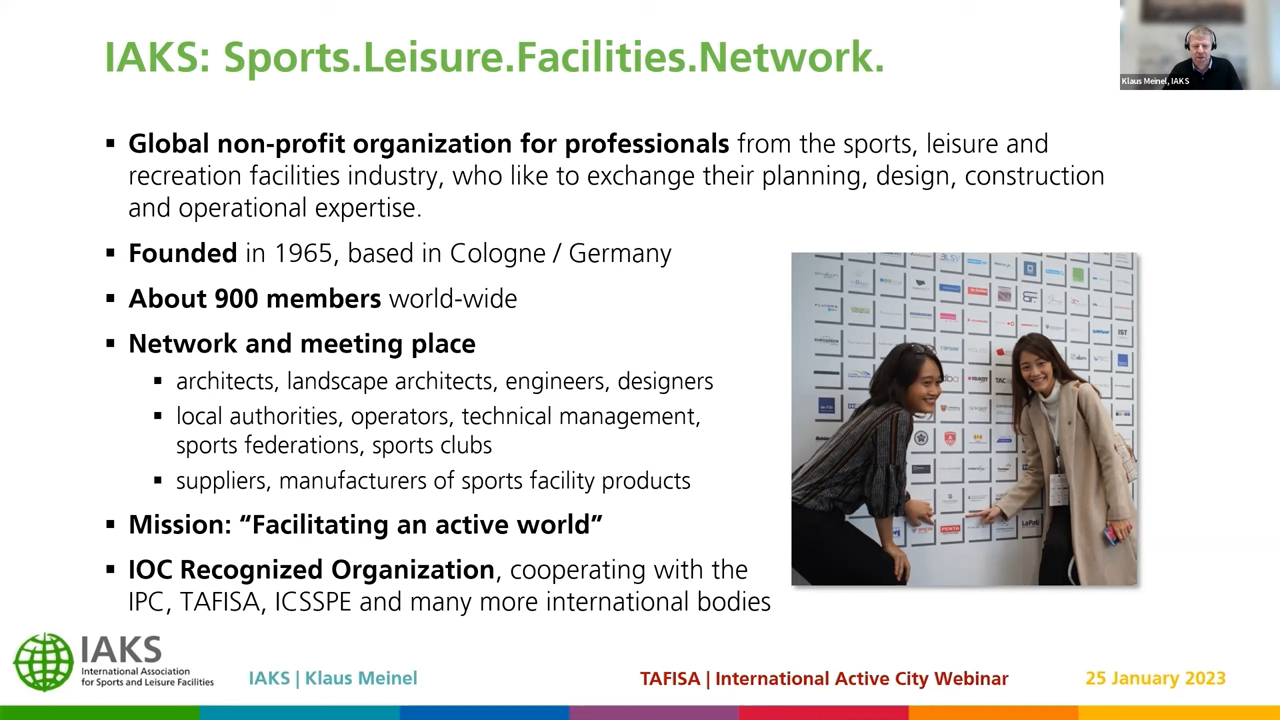 IAKS: Sports.Leisure.Facilities.Network.
Klaus Meinel, IAKS
▪ Global non-profit organization for professionals from the sports, leisure and
recreation facilities industry, who like to exchange their planning, design, construction
and operational expertise.
▪ Founded in 1965, based in Cologne / Germany
▪ About 900 members world-wide
▪ Network and meeting place
▪ architects, landscape architects, engineers, designers
▪ local authorities, operators, technical management,
sports federations, sports clubs
▪ suppliers, manufacturers of sports facility products
▪ Mission: “Facilitating an active world”
▪ IOC Recognized Organization, cooperating with the
IPC, TAFISA, ICSSPE and many more international bodies
BLSV
IST
TAC
PENTA
LaPali
IAKS
International Association
for Sports and Leisure Facilities
IAKS | Klaus Meinel
TAFISA | International Active City Webinar
25 January 2023